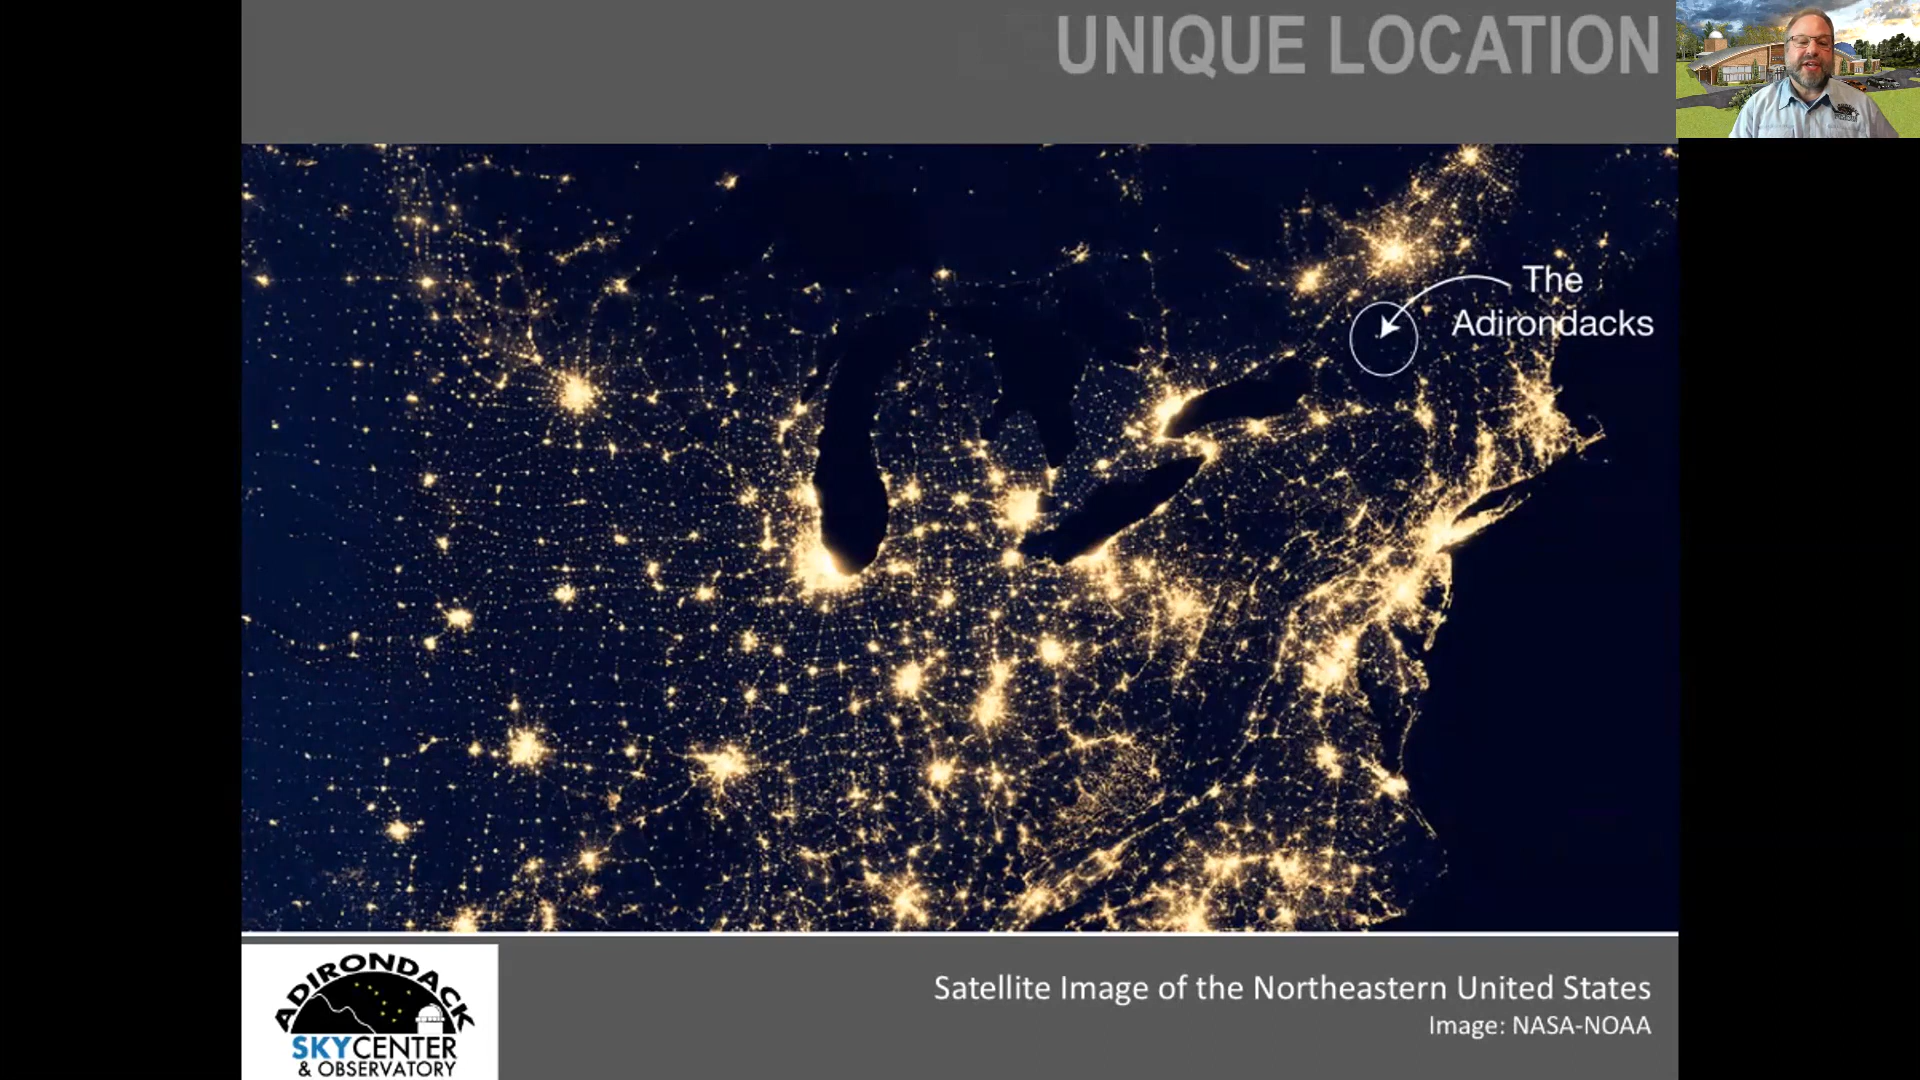 UNIQUE LOCATION
The
Adirondacks
ADIRONDACK
SKYCENTER
& OBSERVATORY
Satellite Image of the Northeastern United States
Image: NASA-NOAA